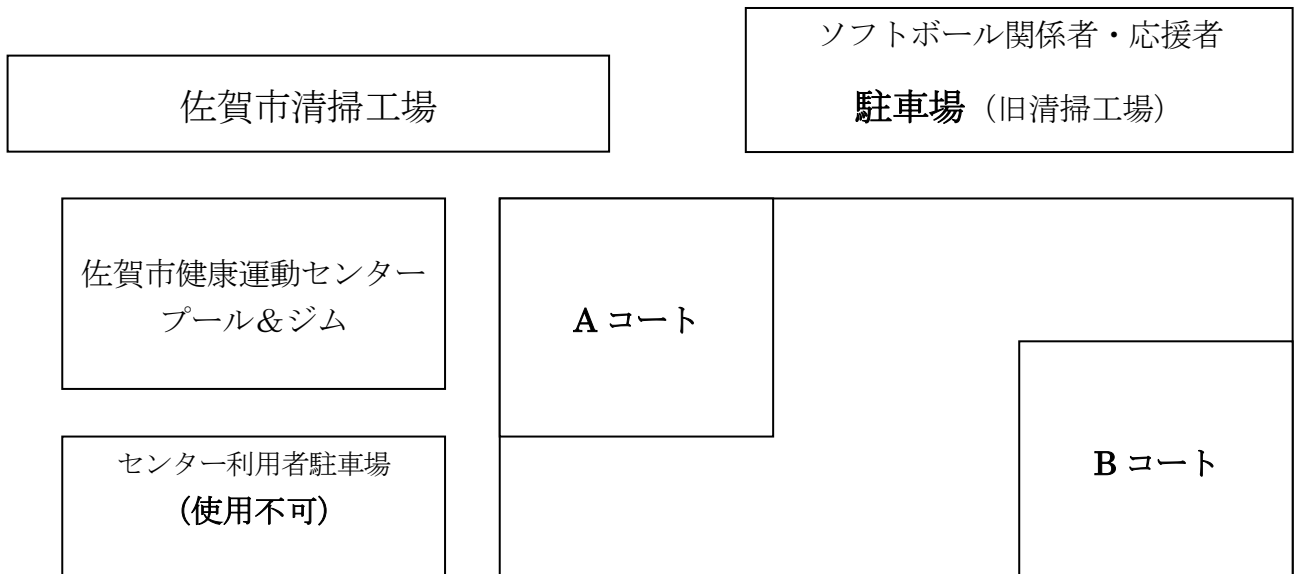 ソフトボール関係者・応援者
駐車場（旧清掃工場）
佐賀市清掃工場
佐賀市健康運動センター
プール＆ジム
A コート
センター利用者駐車場
（使用不可）
B コート